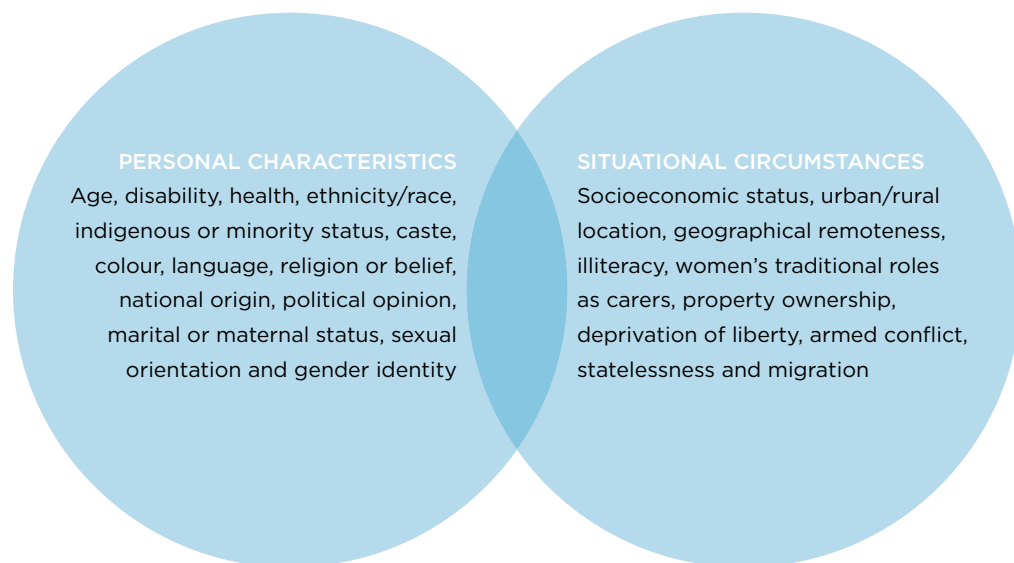 PERSONAL CHARACTERISTICS
Age, disability, health, ethnicity/race,
indigenous or minority status, caste,
colour, language, religion or belief,
national origin, political opinion,
marital or maternal status, sexual
orientation and gender identity
SITUATIONAL CIRCUMSTANCES
Socioeconomic status, urban/rural
location, geographical remoteness,
illiteracy, women’s traditional roles
as carers, property ownership,
deprivation of liberty, armed conflict,
statelessness and migration